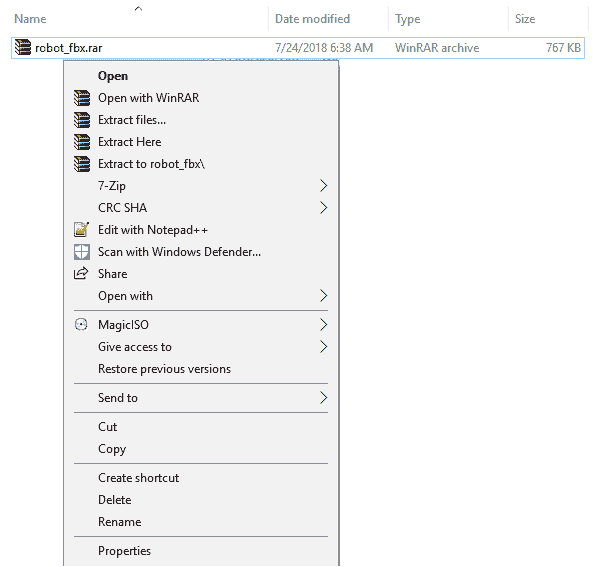 Name Date modified Type Size
robot_fbx.rar 7/24/2018 6:38 AM WinRAR archive 767 KB
Open
Open with WinRAR
Extract files...
Extract Here
Extract to robot_fbx\
7-Zip
CRC SHA
Edit with Notepad++
Scan with Windows Defender...
Share
Open with
MagicISO
Give access to
Restore previous versions
Send to
Cut
Copy
Create shortcut
Delete
Rename
Properties